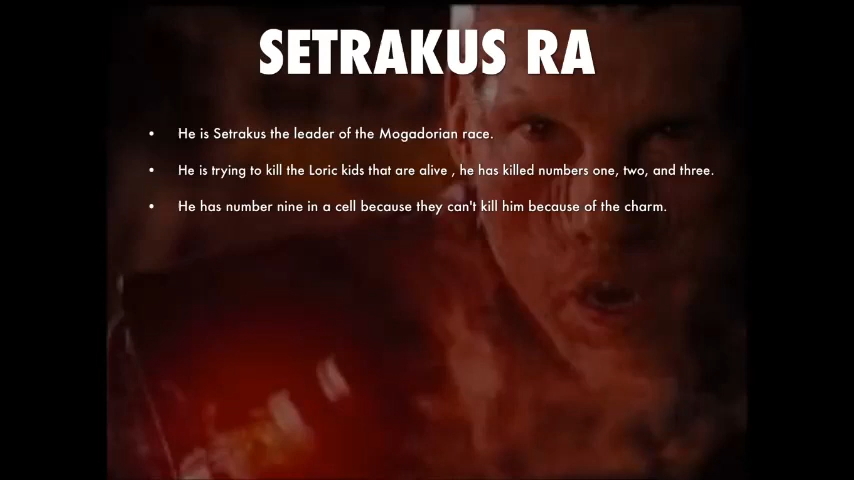 SETRAKUS RA
• He is Setrakus the leader of the Mogadorian race.
• He is trying to kill the Loric kids that are alive , he has killed numbers one, two, and three.
• He has number nine in a cell because they can't kill him because of the charm.